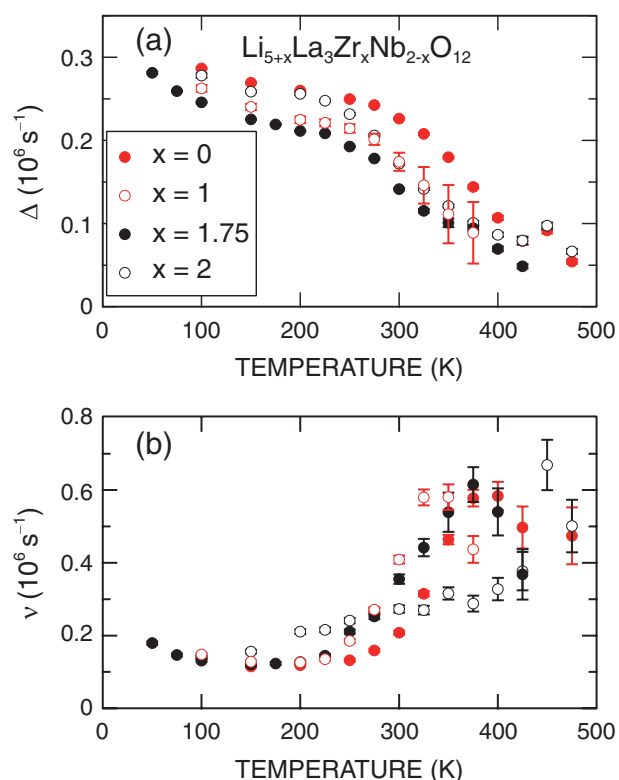 (a) Li₅₊ₓLa₃ZrₓNb₂₋ₓO₁₂
Δ (10⁶ s⁻¹)
0.3
0.2
0.1
0
x = 0
x = 1
x = 1.75
x = 2
0 100 200 300 400 500
TEMPERATURE (K)
(b)
ν (10⁶ s⁻¹)
0.8
0.6
0.4
0.2
0
0 100 200 300 400 500
TEMPERATURE (K)